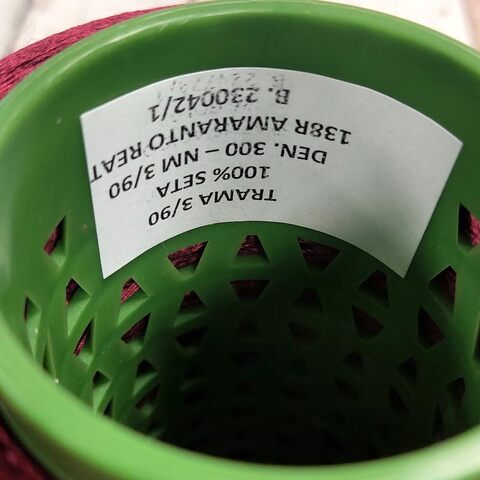 TRAMA 3/90
100% SETA
DEN. 300 – NM 3/90
138R AMARANTO REAT
B. 230042/1